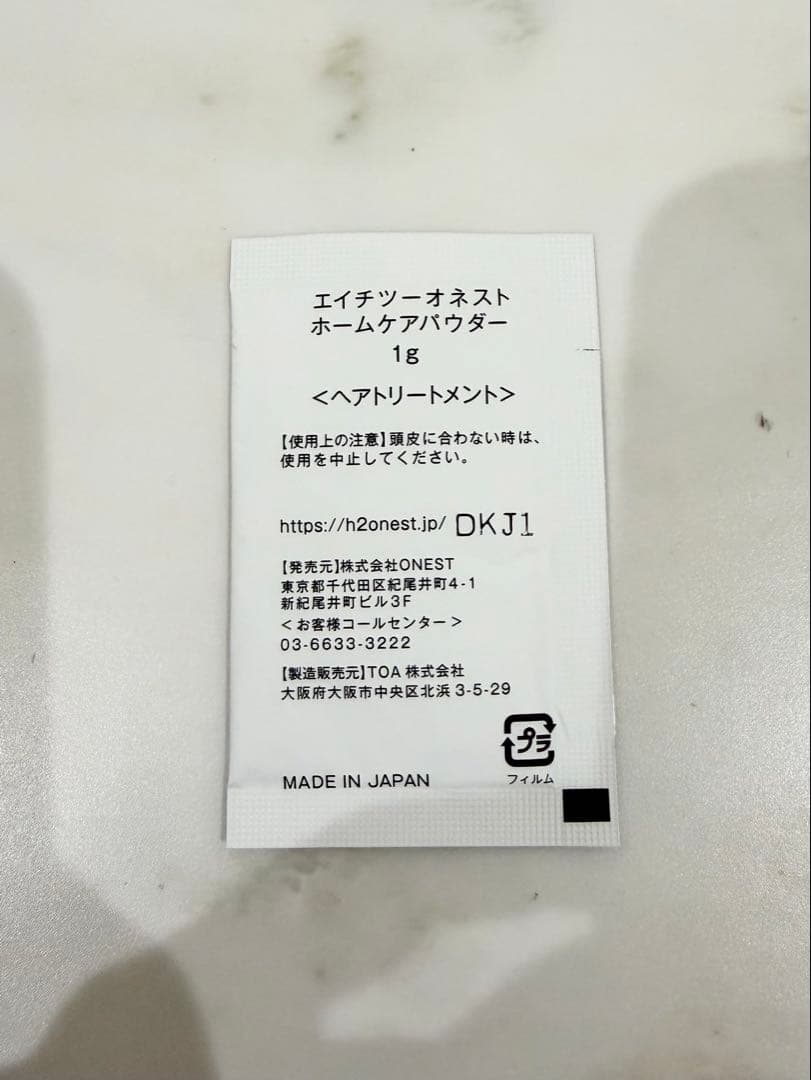 エイチツーオネスト
ホームケアパウダー
1g
<ヘアトリートメント>
【使用上の注意】頭皮に合わない時は、
使用を中止してください。
https://h2onest.jp/ DKJ1
【発売元】株式会社ONEST
東京都千代田区紀尾井町4-1
新紀尾井町ビル3F
<お客様コールセンター>
03-6633-3222
【製造販売元】TOA 株式会社
大阪府大阪市中央区北浜 3-5-29
プラ
フィルム
MADE IN JAPAN